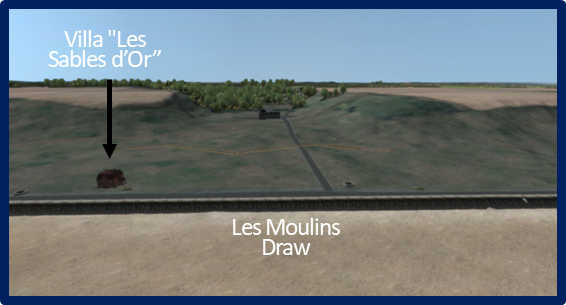 Villa "Les
Sables d’Or”
Les Moulins
Draw